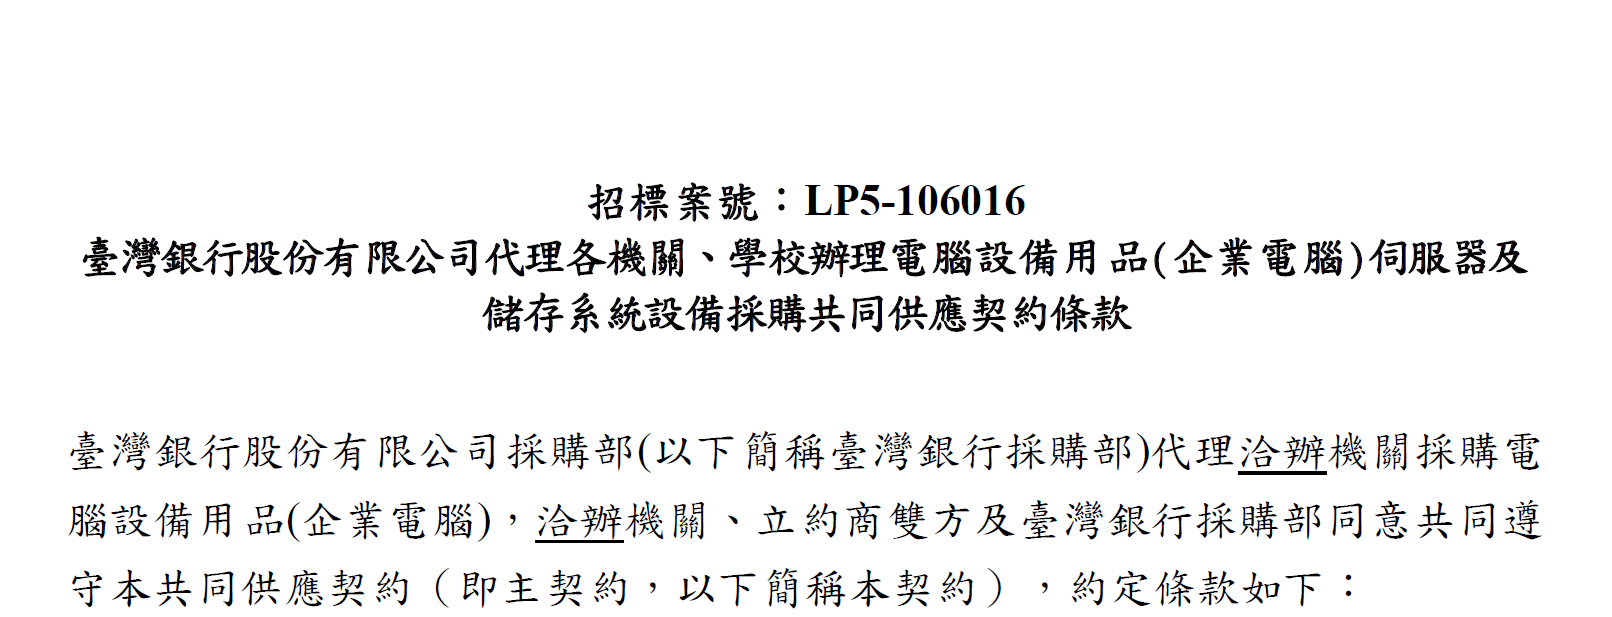 招標案號：LP5-106016
臺灣銀行股份有限公司代理各機關、學校辦理電腦設備用品(企業電腦)伺服器及
儲存系統設備採購共同供應契約條款
臺灣銀行股份有限公司採購部(以下簡稱臺灣銀行採購部)代理洽辦機關採購電
腦設備用品(企業電腦)，洽辦機關、立約商雙方及臺灣銀行採購部同意共同遵
守本共同供應契約（即主契約，以下簡稱本契約），約定條款如下：